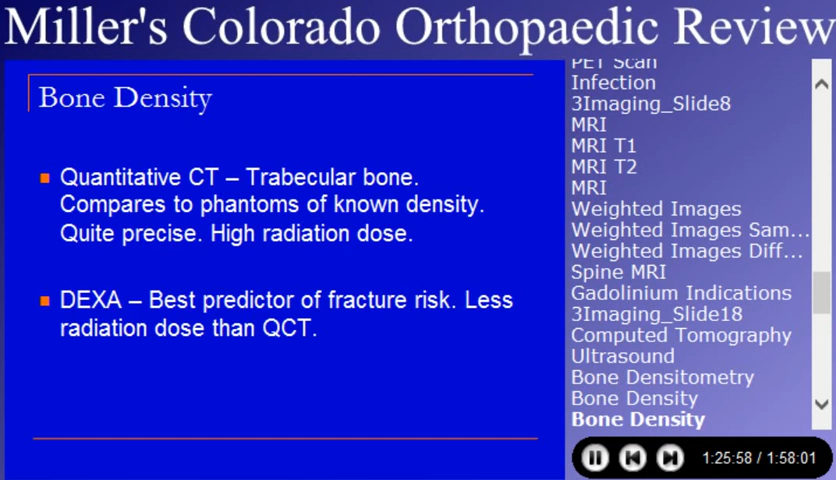 Miller's Colorado Orthopaedic Review
Bone Density
Quantitative CT – Trabecular bone.
Compares to phantoms of known density.
Quite precise. High radiation dose.
DEXA – Best predictor of fracture risk. Less
radiation dose than QCT.
PET Scan
Infection
3Imaging_Slide8
MRI
MRI T1
MRI T2
MRI
Weighted Images
Weighted Images Sam...
Weighted Images Diff...
Spine MRI
Gadolinium Indications
3Imaging_Slide18
Computed Tomography
Ultrasound
Bone Densitometry
Bone Density
Bone Density
1:25:58 / 1:58:01